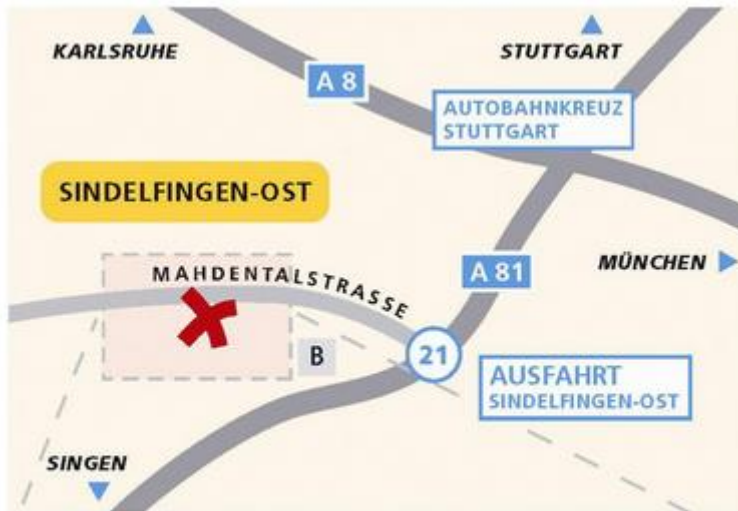 KARLSRUHE
STUTTGART
A 8
AUTOBAHNKREUZ
STUTTGART
SINDELFINGEN-OST
MAHDENTALSTRASSE
A 81
MÜNCHEN
B
21
AUSFAHRT
SINDELFINGEN-OST
SINGEN